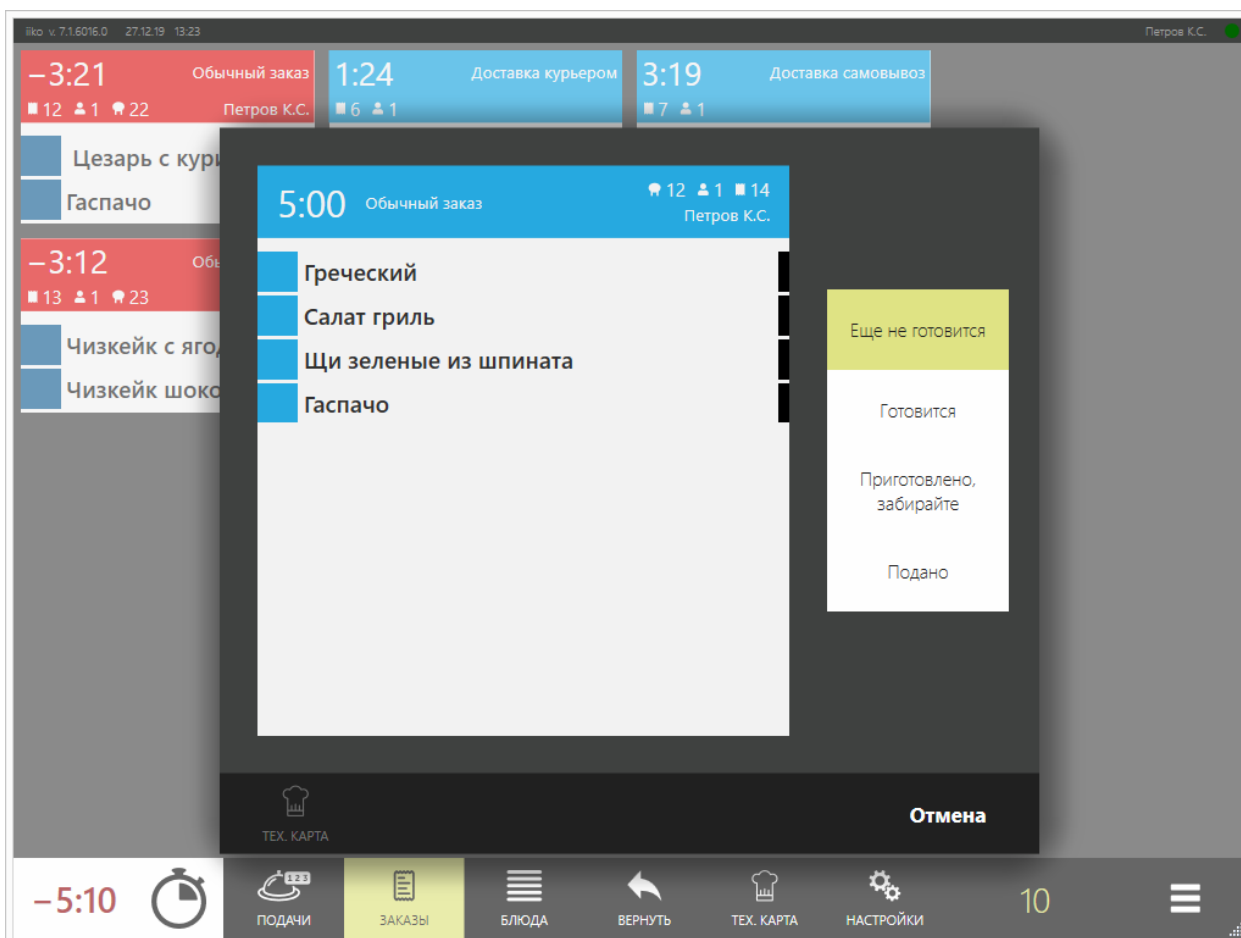 iiko v. 7.1.6016.0 27.12.19 13:23 Петров К.С.
–3:21 Обычный заказ
12 1 22 Петров К.С.
Цезарь с кури
Гаспачо
1:24 Доставка курьером
6 1
3:19 Доставка самовывоз
7 1
–3:12
13 1 23
Чизкейк с яго
Чизкейк шоко
5:00 Обычный заказ 12 1 14
Петров К.С.
Греческий
Салат гриль
Щи зеленые из шпината
Гаспачо
Еще не готовится
Готовится
Приготовлено,
забирайте
Подано
ТЕХ. КАРТА
Отмена
–5:10
123
ПОДАЧИ
ЗАКАЗЫ
БЛЮДА
ВЕРНУТЬ
ТЕХ. КАРТА
НАСТРОЙКИ
10